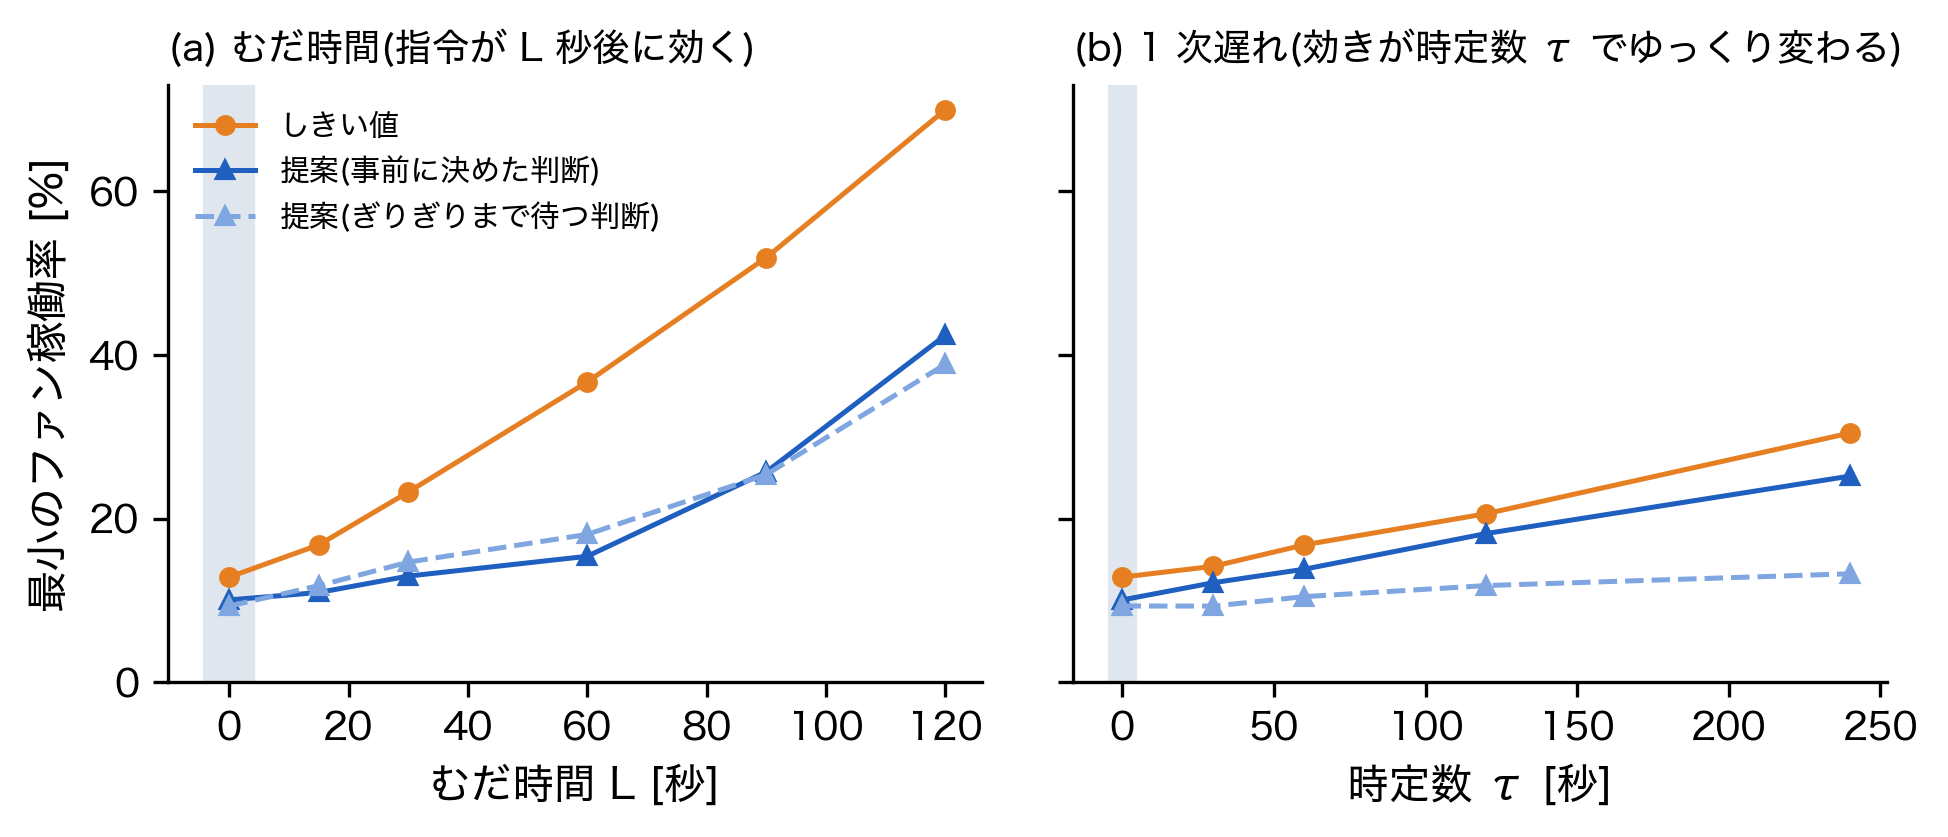 (a) むだ時間(指令が L 秒後に効く)
しきい値
提案(事前に決めた判断)
提案(ぎりぎりまで待つ判断)
最小のファン稼働率 [%]
60
40
20
0
0 20 40 60 80 100 120
むだ時間 L [秒]
(b) 1 次遅れ(効きが時定数 τ でゆっくり変わる)
0 50 100 150 200 250
時定数 τ [秒]